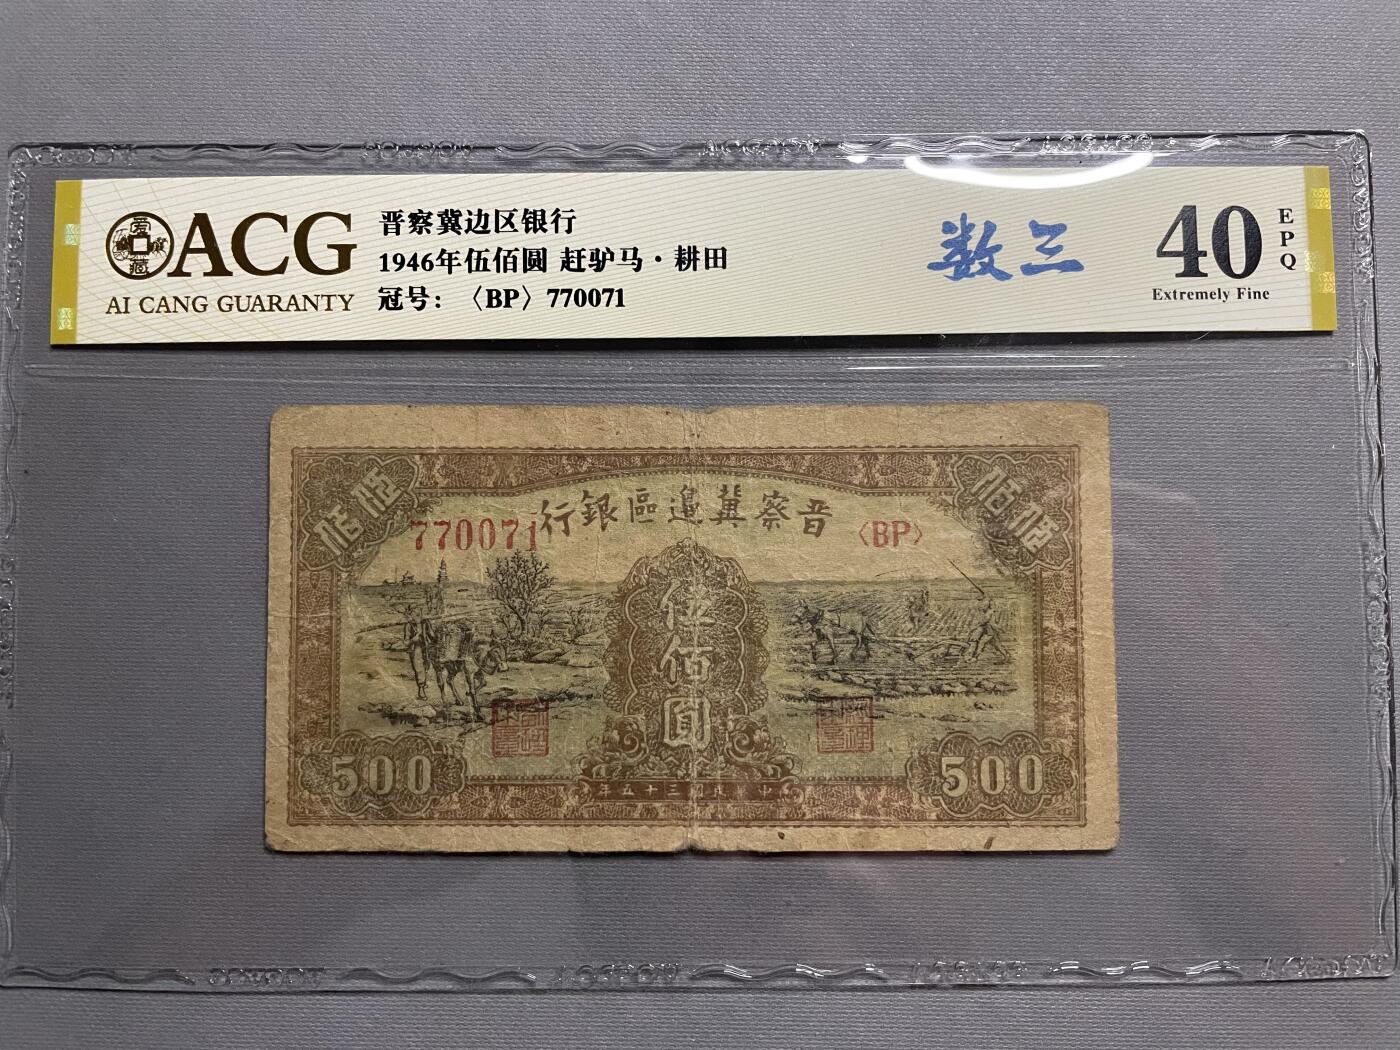 ACG
AI CANG GUARANTY
爱藏
晋察冀边区银行
1946年伍佰圆 赶驴马·耕田
冠号：〈BP〉770071
数三
40
EPQ
Extremely Fine
伍佰
伍佰
行銀區邊冀察晋
770071
〈BP〉
伍佰圓
500
500
年五十三國民華中